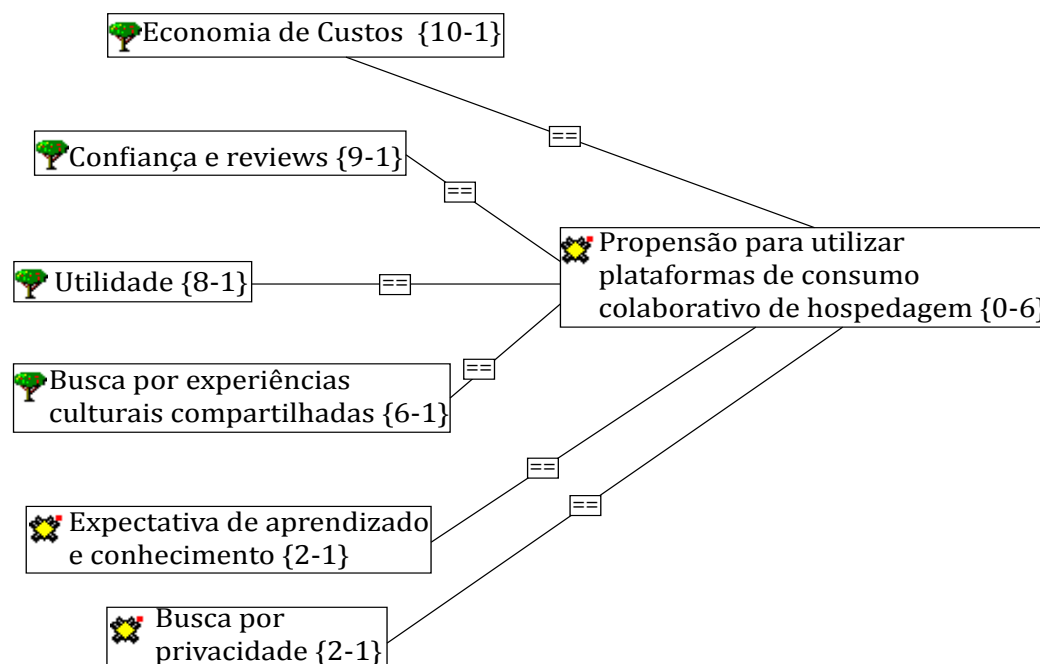 Economia de Custos {10-1}
==
Confiança e reviews {9-1}
==
Propensão para utilizar
plataformas de consumo
colaborativo de hospedagem {0-6}
Utilidade {8-1}
==
Busca por experiências
culturais compartilhadas {6-1}
==
Expectativa de aprendizado
e conhecimento {2-1}
==
==
Busca por
privacidade {2-1}